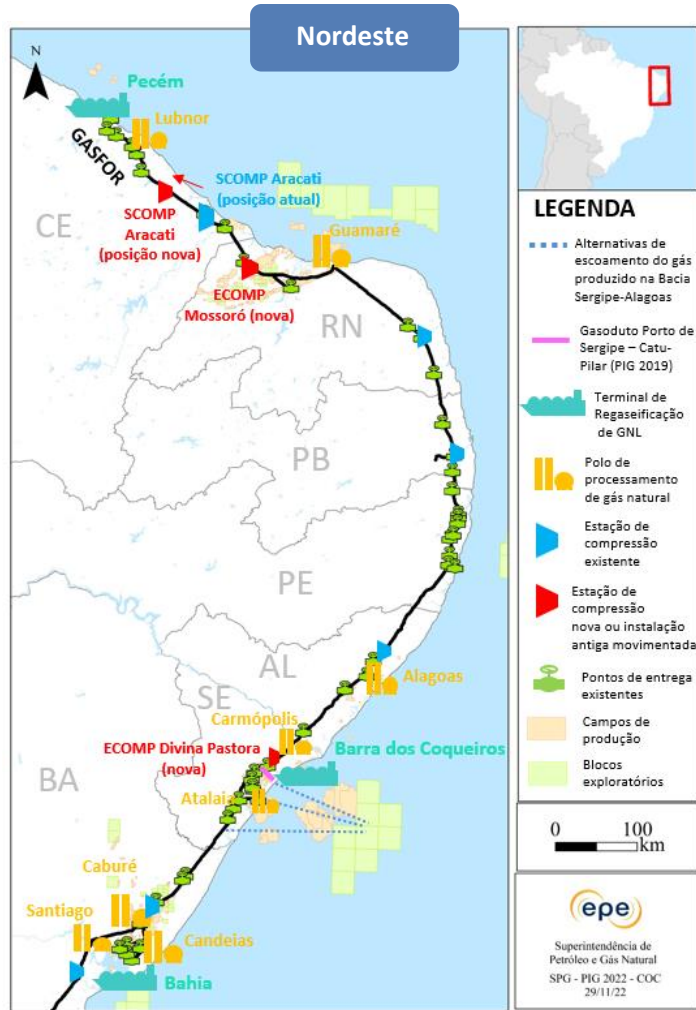 Nordeste
N
Pecém
Lubnor
GASFOR
SCOMP Aracati
(posição atual)
SCOMP
Aracati
(posição nova)
CE
Guamaré
ECOMP
Mossoró (nova)
RN
PB
PE
AL
Alagoas
SE
Carmópolis
ECOMP Divina Pastora
(nova)
Barra dos Coqueiros
BA
Atalaia
Caburé
Santiago
Candeias
Bahia
LEGENDA
Alternativas de
escoamento do gás
produzido na Bacia
Sergipe-Alagoas
Gasoduto Porto de
Sergipe – Catu-
Pilar (PIG 2019)
Terminal de
Regaseificação
de GNL
Polo de
processamento
de gás natural
Estação de
compressão
existente
Estação de
compressão
nova ou instalação
antiga movimentada
Pontos de entrega
existentes
Campos de
produção
Blocos
exploratórios
0 100
km
epe
Superintendência de
Petróleo e Gás Natural
SPG - PIG 2022 - COC
29/11/22